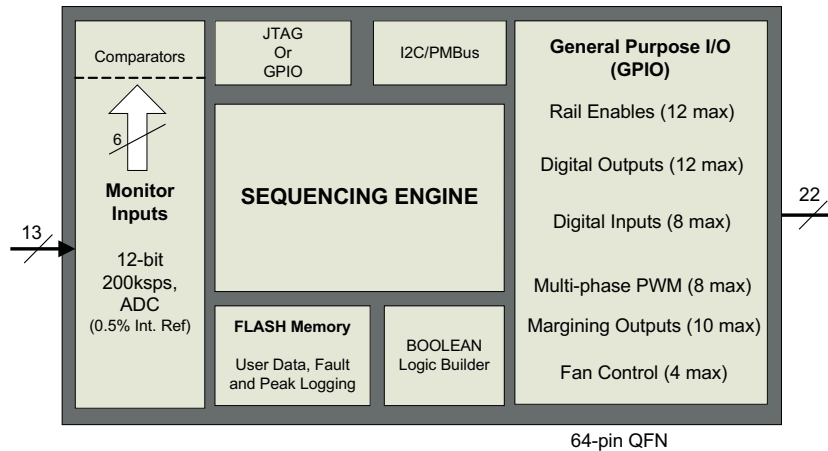 Comparators
6
Monitor
Inputs
13
12-bit
200ksps,
ADC
(0.5% Int. Ref)
JTAG
Or
GPIO
I2C/PMBus
SEQUENCING ENGINE
FLASH Memory
User Data, Fault
and Peak Logging
BOOLEAN
Logic Builder
General Purpose I/O
(GPIO)
Rail Enables (12 max)
Digital Outputs (12 max)
Digital Inputs (8 max)
Multi-phase PWM (8 max)
Margining Outputs (10 max)
Fan Control (4 max)
22
64-pin QFN